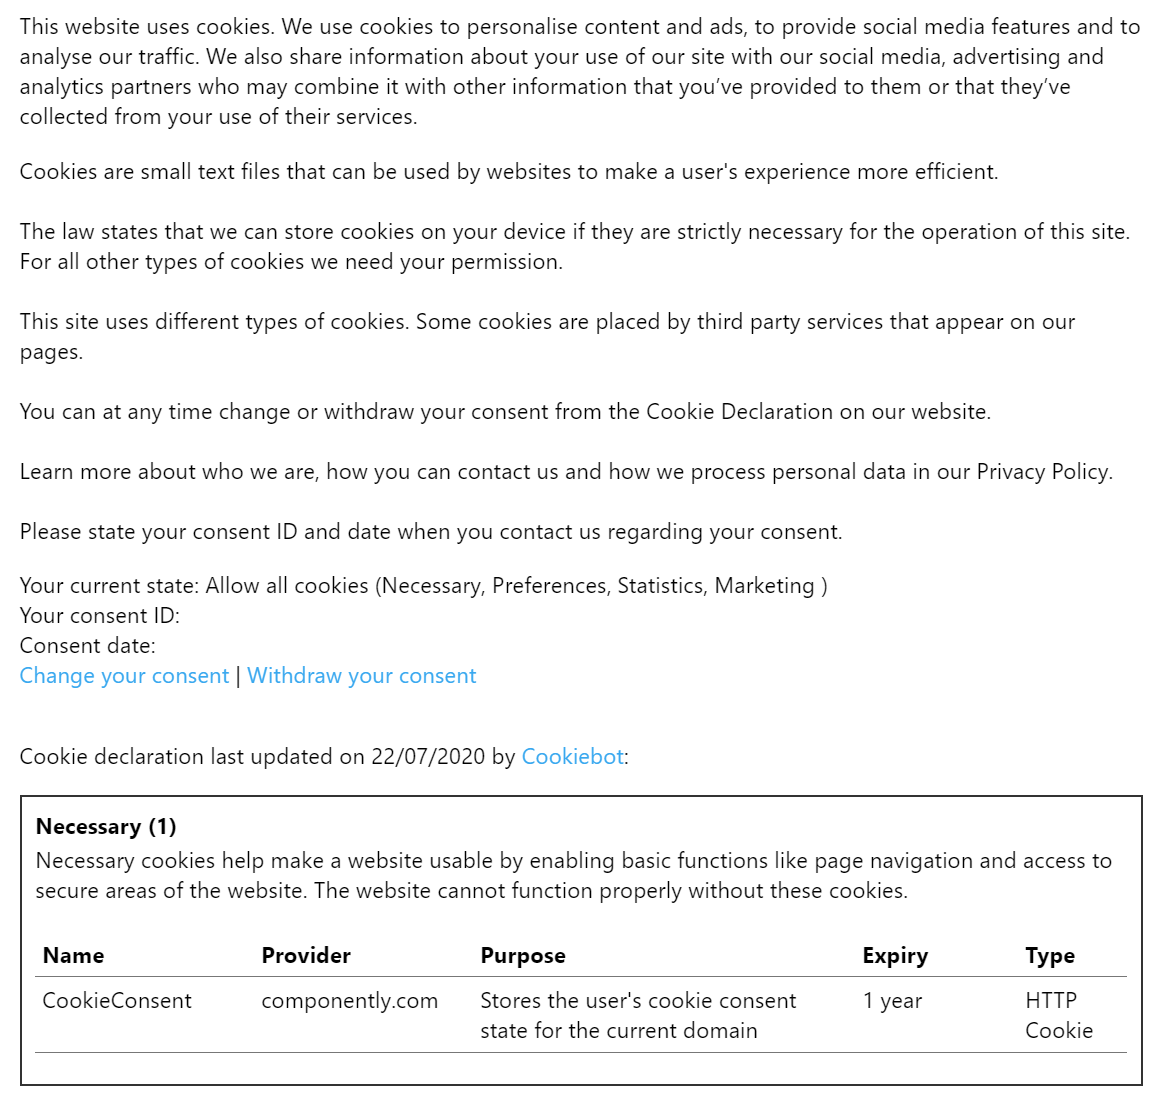 This website uses cookies. We use cookies to personalise content and ads, to provide social media features and to
analyse our traffic. We also share information about your use of our site with our social media, advertising and
analytics partners who may combine it with other information that you’ve provided to them or that they’ve
collected from your use of their services.
Cookies are small text files that can be used by websites to make a user's experience more efficient.
The law states that we can store cookies on your device if they are strictly necessary for the operation of this site.
For all other types of cookies we need your permission.
This site uses different types of cookies. Some cookies are placed by third party services that appear on our
pages.
You can at any time change or withdraw your consent from the Cookie Declaration on our website.
Learn more about who we are, how you can contact us and how we process personal data in our Privacy Policy.
Please state your consent ID and date when you contact us regarding your consent.
Your current state: Allow all cookies (Necessary, Preferences, Statistics, Marketing )
Your consent ID:
Consent date:
Change your consent | Withdraw your consent
Cookie declaration last updated on 22/07/2020 by Cookiebot:
Necessary (1)
Necessary cookies help make a website usable by enabling basic functions like page navigation and access to
secure areas of the website. The website cannot function properly without these cookies.
Name Provider Purpose Expiry Type
CookieConsent componently.com Stores the user's cookie consent 1 year HTTP
state for the current domain Cookie